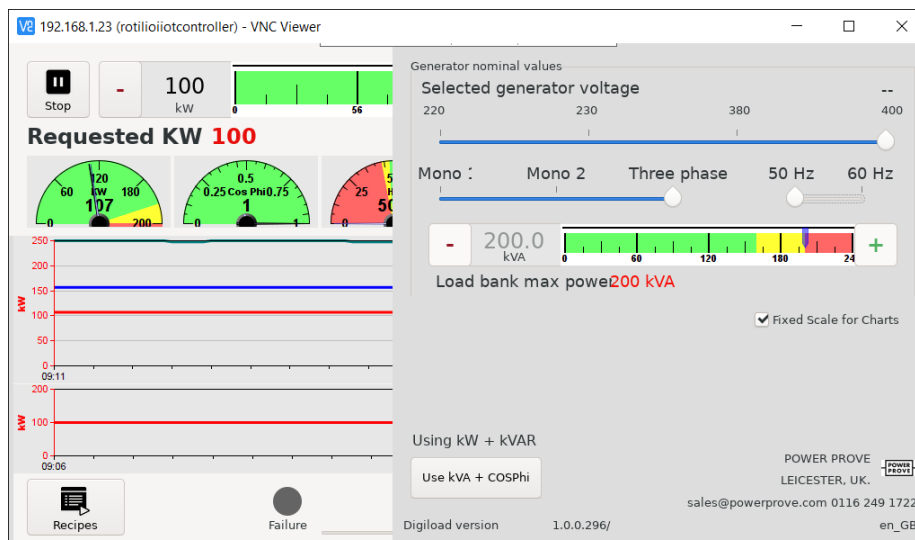 192.168.1.23 (rotilioiiotcontroller) - VNC Viewer
Stop
-
100
kW
0
56
Requested KW 100
60
120
180
KW
107
0
200
0.25
0.5
0.75
Cos Phi
1
0
1
25
50
0
kW
250
200
150
100
50
0
09:11
kW
200
100
0
09:06
Recipes
Failure
Generator nominal values
Selected generator voltage
--
220
230
380
400
Mono 1
Mono 2
Three phase
50 Hz
60 Hz
-
200.0
kVA
0
60
120
180
24
+
Load bank max power 200 kVA
Fixed Scale for Charts
Using kW + kVAR
Use kVA + COSPhi
POWER PROVE
LEICESTER, UK.
POWER
PROVE
sales@powerprove.com 0116 249 1722
Digiload version
1.0.0.296/
en_GB